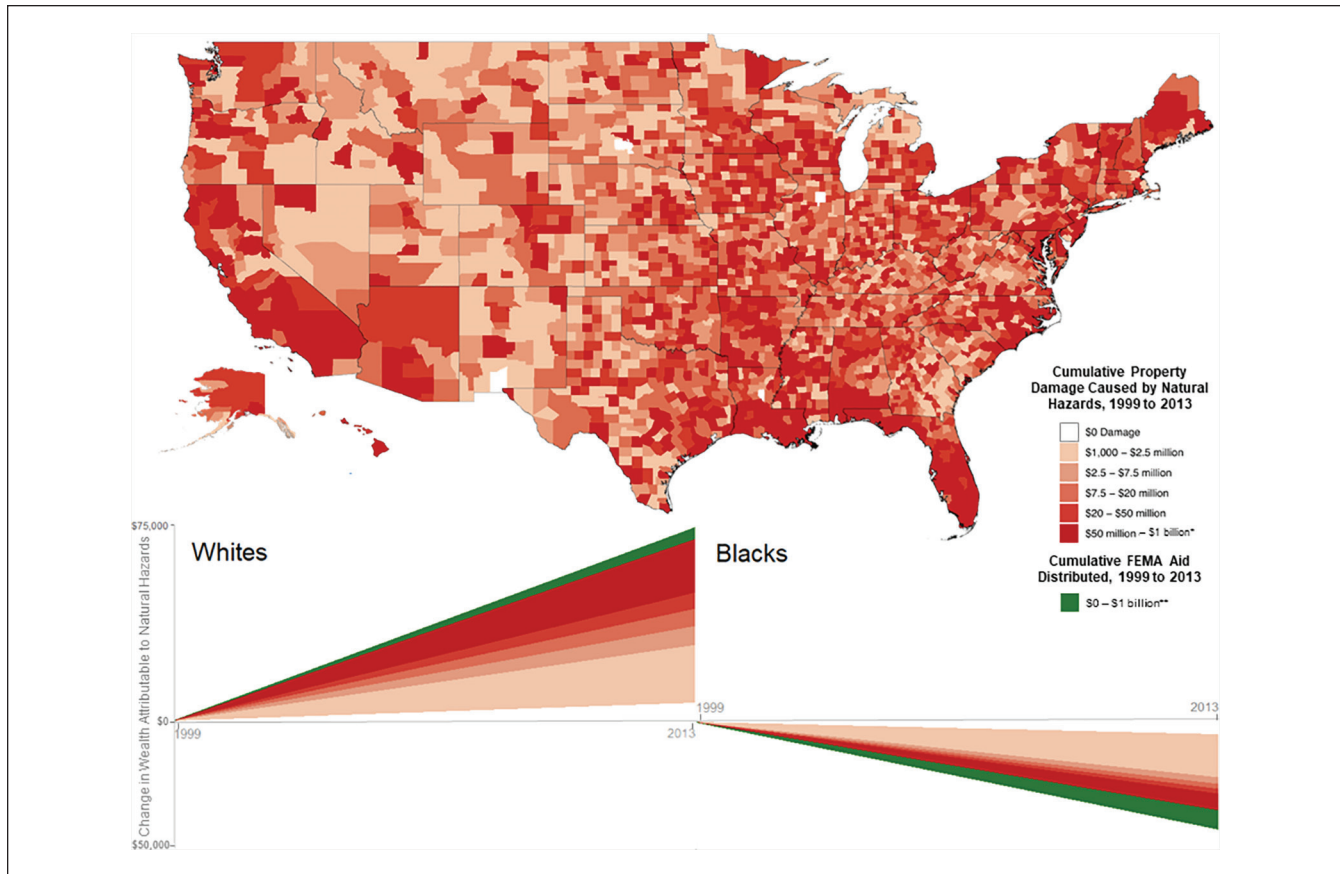 Cumulative Property
Damage Caused by Natural
Hazards, 1999 to 2013
$0 Damage
$1,000 – $2.5 million
$2.5 – $7.5 million
$7.5 – $20 million
$20 – $50 million
$50 million – $1 billion*
Cumulative FEMA Aid
Distributed, 1999 to 2013
$0 – $1 billion**
Change in Wealth Attributable to Natural Hazards
$75,000
$0
$50,000
Whites
1999
2013
Blacks
1999
2013